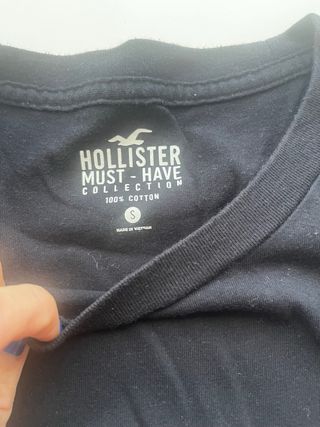 HOLLISTER
MUST - HAVE
COLLECTION
100% COTTON
S
MADE IN VIETNAM